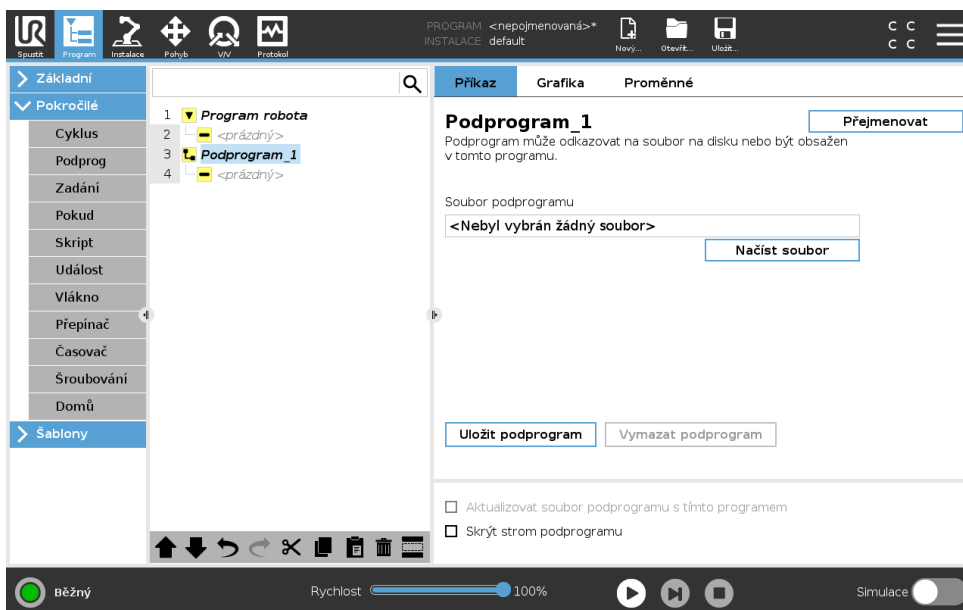 PROGRAM <nepojmenovaná>*
INSTALACE default
Spustit Program Instalace Pohyb V/V Protokol Nový... Otevřít... Uložit...
C C
C C
Základní
Pokročilé
Cyklus
Podprog
Zadání
Pokud
Skript
Událost
Vlákno
Přepínač
Časovač
Šroubování
Domů
Šablony
1 Program robota
2 <prázdný>
3 Podprogram_1
4 <prázdný>
Příkaz Grafika Proměnné
Podprogram_1 Přejmenovat
Podprogram může odkazovat na soubor na disku nebo být obsažen
v tomto programu.
Soubor podprogramu
<Nebyl vybrán žádný soubor>
Načíst soubor
Uložit podprogram Vymazat podprogram
Aktualizovat soubor podprogramu s tímto programem
Skrýt strom podprogramu
Běžný Rychlost 100% Simulace